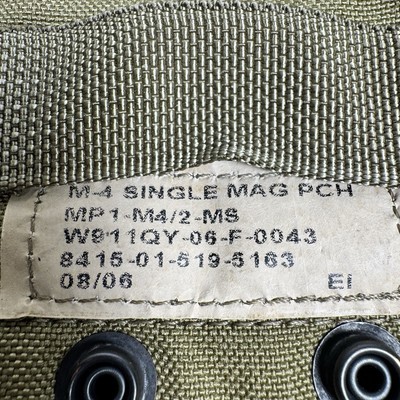 M-4 SINGLE MAG PCH
MP1-M4/2-MS
W911QY-06-F-0043
8415-01-519-5163
08/06 EI